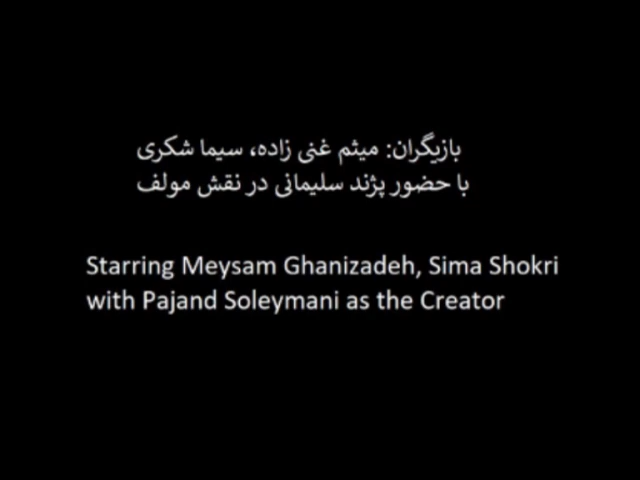 بازیگران: میثم غنی زاده، سیما شکری
با حضور پژند سلیمانی در نقش مولف
Starring Meysam Ghanizadeh, Sima Shokri
with Pajand Soleymani as the Creator